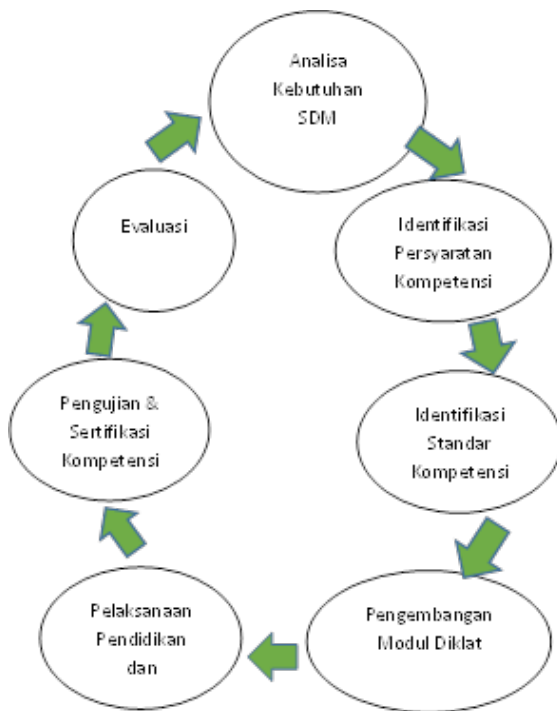 Analisa
Kebutuhan
SDM
Identifikasi
Persyaratan
Kompetensi
Identifikasi
Standar
Kompetensi
Pengembangan
Modul Diklat
Pelaksanaan
Pendidikan
dan
Pengujian &
Sertifikasi
Kompetensi
Evaluasi